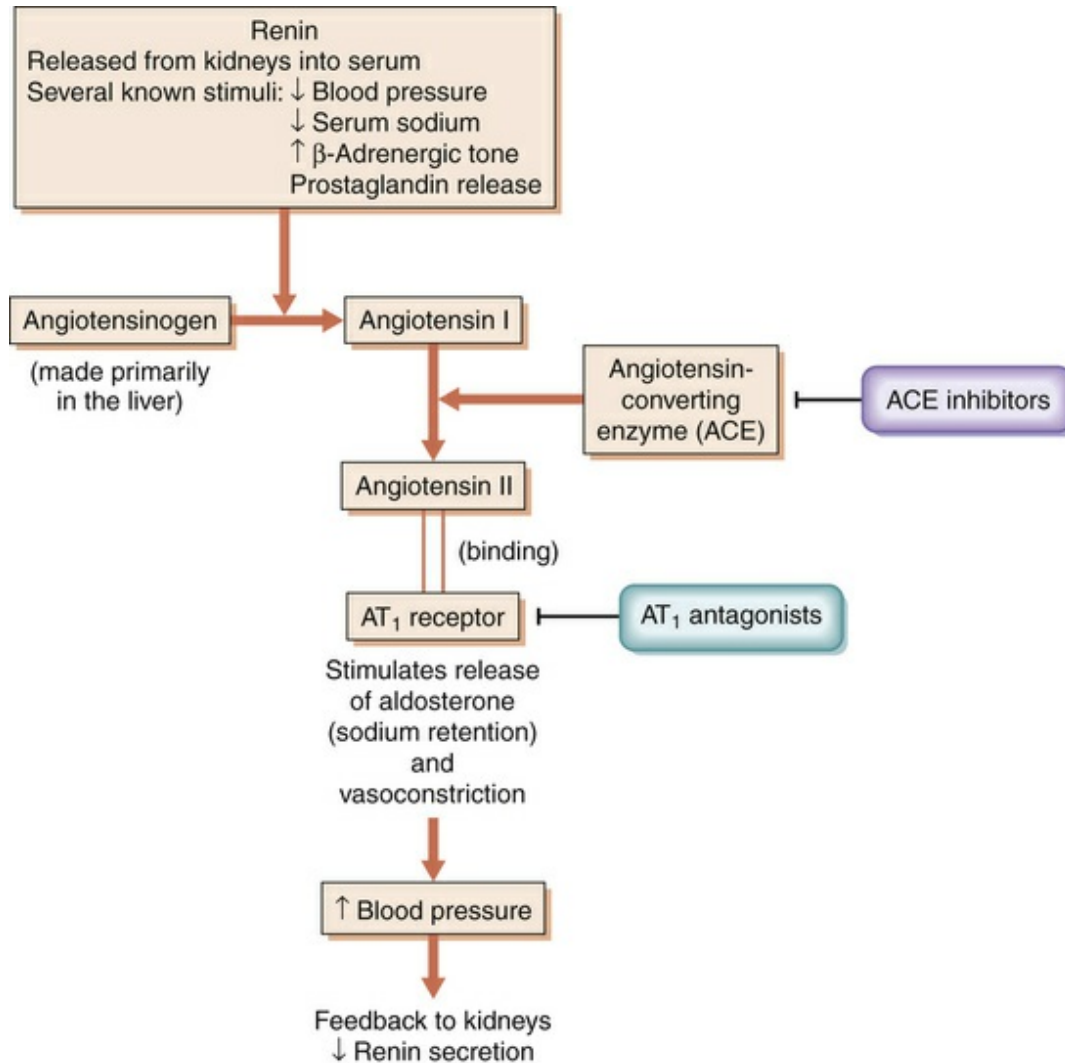 Renin
Released from kidneys into serum
Several known stimuli: ↓ Blood pressure
↓ Serum sodium
↑ β-Adrenergic tone
Prostaglandin release
Angiotensinogen
(made primarily
in the liver)
Angiotensin I
Angiotensin-
converting
enzyme (ACE)
ACE inhibitors
Angiotensin II
(binding)
AT₁ receptor
AT₁ antagonists
Stimulates release
of aldosterone
(sodium retention)
and
vasoconstriction
↑ Blood pressure
Feedback to kidneys
↓ Renin secretion